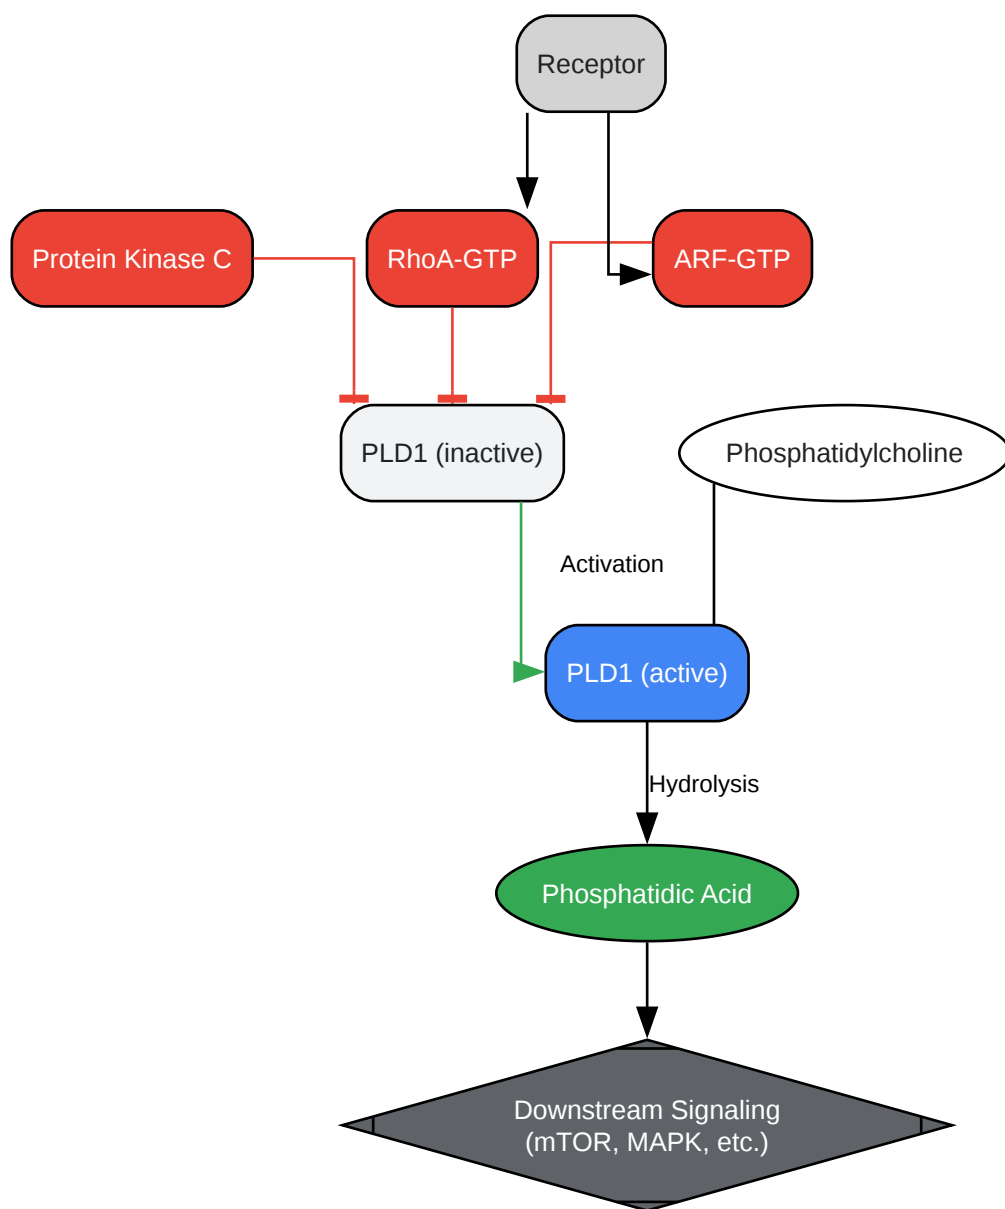 Receptor
Protein Kinase C
RhoA-GTP
ARF-GTP
PLD1 (inactive)
Phosphatidylcholine
Activation
PLD1 (active)
Hydrolysis
Phosphatidic Acid
Downstream Signaling
(mTOR, MAPK, etc.)